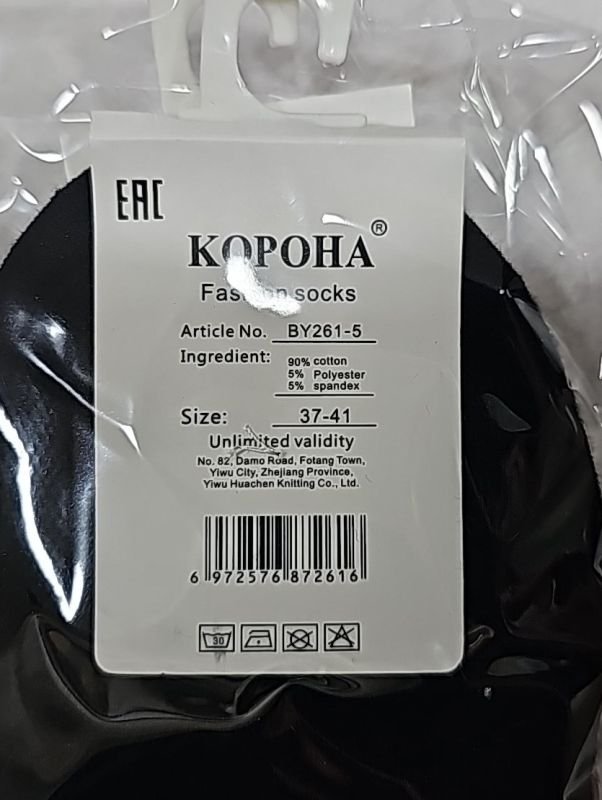 EAC
КОРОНА®
Fashion socks
Article No. BY261-5
Ingredient: 90% cotton
5% Polyester
5% spandex
Size: 37-41
Unlimited validity
No. 82, Damo Road, Fotang Town,
Yiwu City, Zhejiang Province,
Yiwu Huachen Knitting Co., Ltd.
6 972576 872616
30